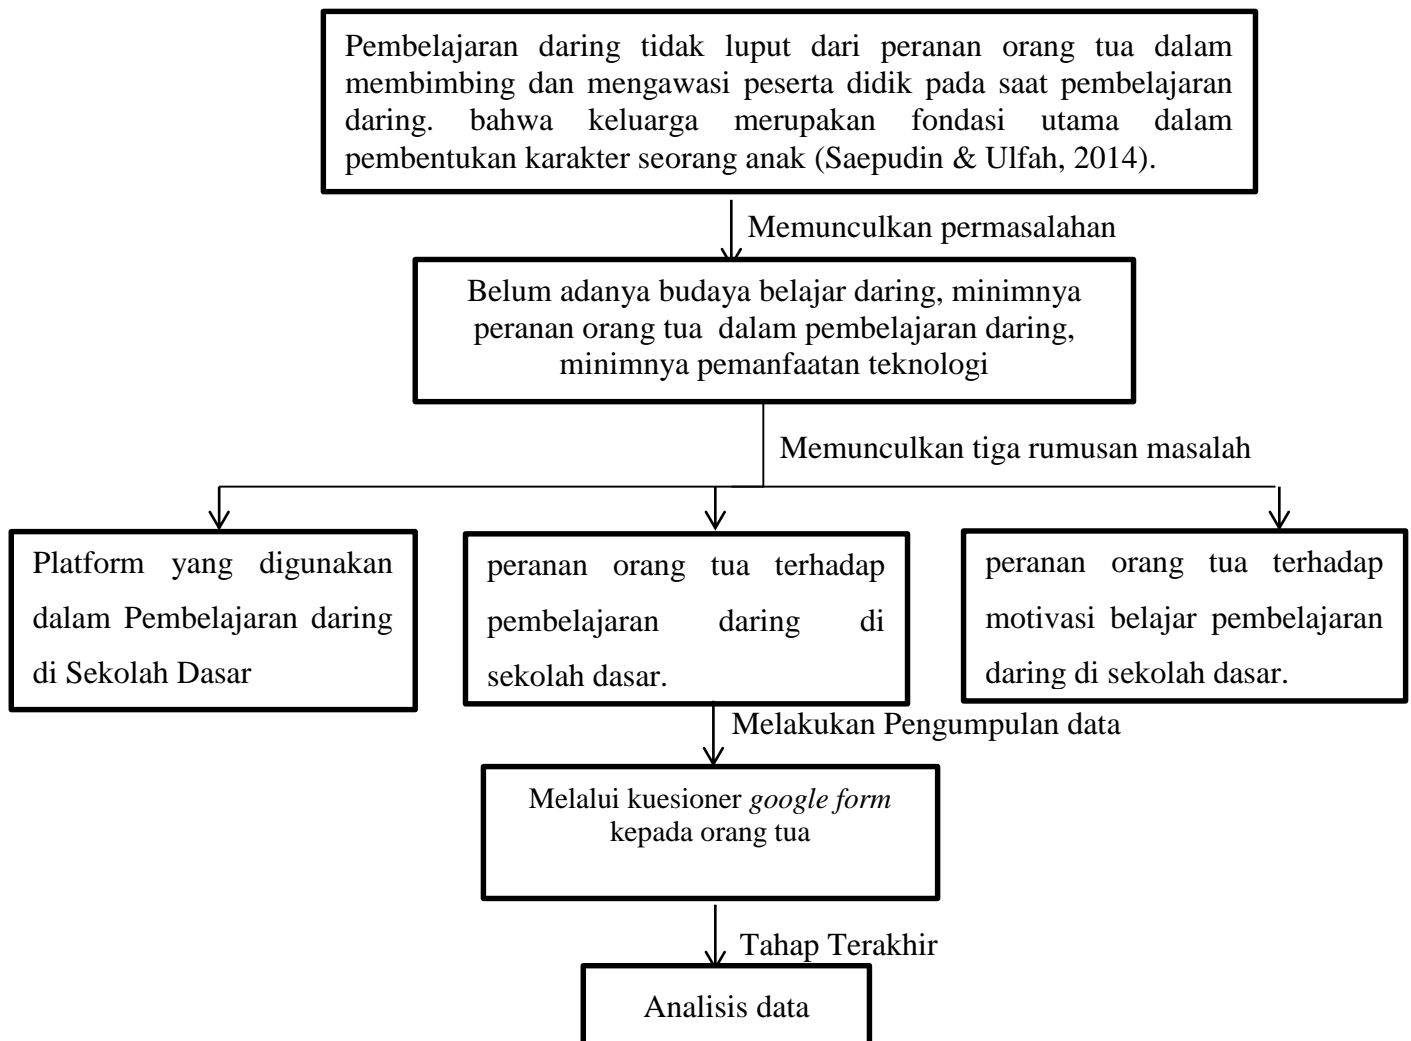 Pembelajaran daring tidak luput dari peranan orang tua dalam
membimbing dan mengawasi peserta didik pada saat pembelajaran
daring. bahwa keluarga merupakan fondasi utama dalam
pembentukan karakter seorang anak (Saepudin & Ulfah, 2014).
Memunculkan permasalahan
Belum adanya budaya belajar daring, minimnya
peranan orang tua dalam pembelajaran daring,
minimnya pemanfaatan teknologi
Memunculkan tiga rumusan masalah
Platform yang digunakan
dalam Pembelajaran daring
di Sekolah Dasar
peranan orang tua terhadap
pembelajaran daring di
sekolah dasar.
peranan orang tua terhadap
motivasi belajar pembelajaran
daring di sekolah dasar.
Melakukan Pengumpulan data
Melalui kuesioner google form
kepada orang tua
Tahap Terakhir
Analisis data